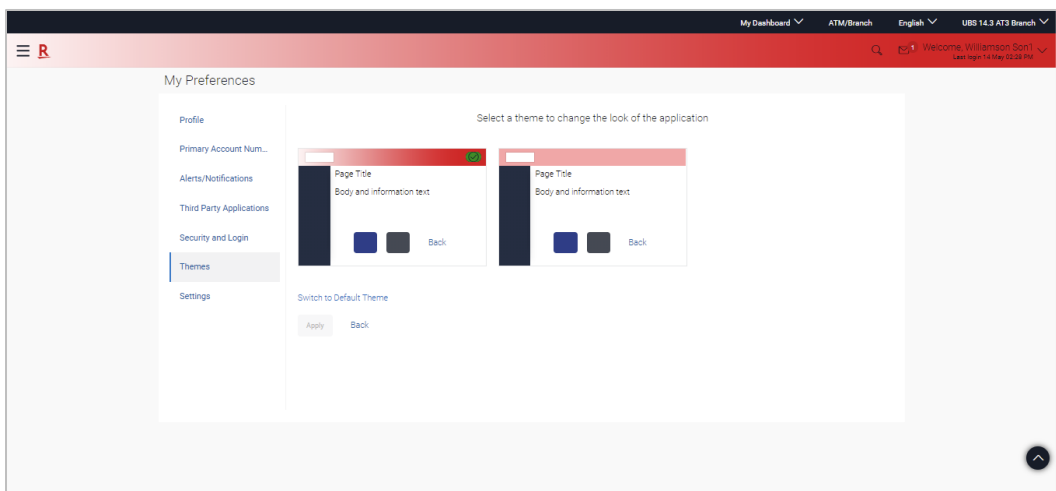 My Dashboard ATM/Branch English UBS 14.3 AT3 Branch
R 1 Welcome, Williamson Son1
Last login 14 May 02:28 PM
My Preferences
Profile
Primary Account Num...
Alerts/Notifications
Third Party Applications
Security and Login
Themes
Settings
Select a theme to change the look of the application
Page Title
Body and information text
Back
Page Title
Body and information text
Back
Switch to Default Theme
Apply Back